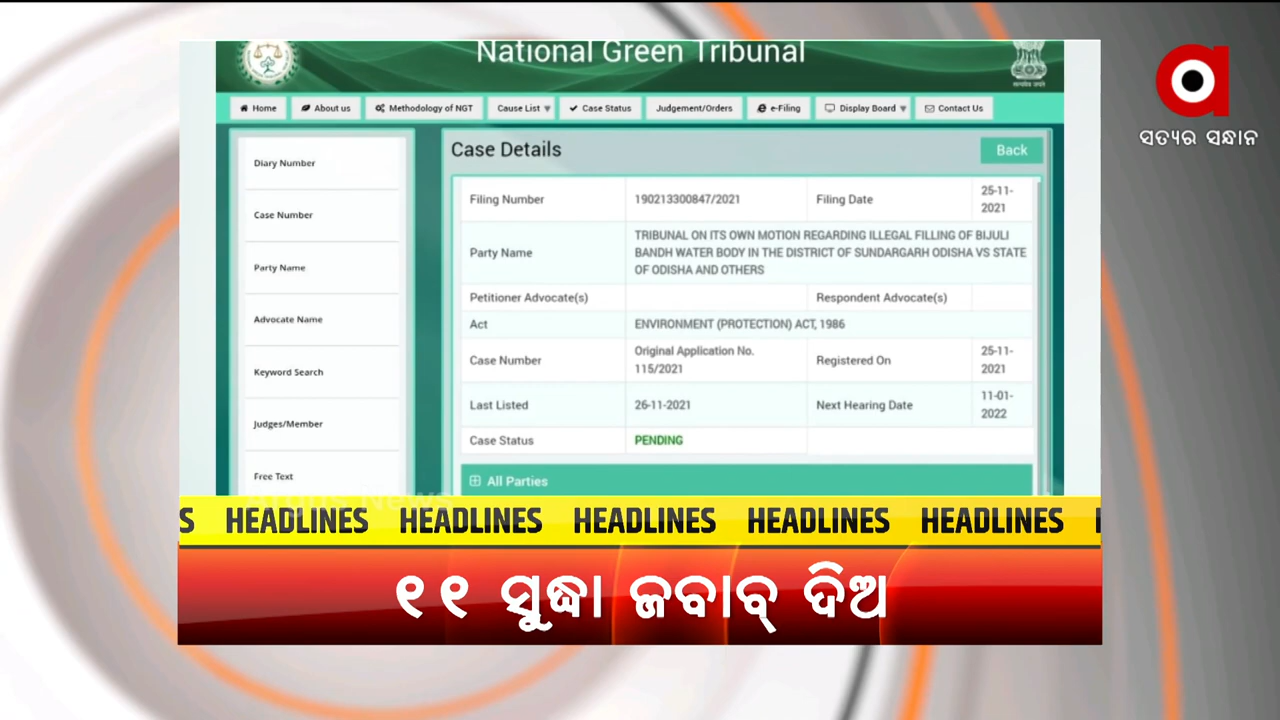 National Green Tribunal
Home About us Methodology of NGT Cause List Case Status Judgement/Orders e-Filing Display Board Contact Us
ସତ୍ୟର ସନ୍ଧାନ
Diary Number
Case Number
Party Name
Advocate Name
Keyword Search
Judges/Member
Free Text
Case Details Back
Filing Number 190213300847/2021 Filing Date 25-11-
2021
Party Name TRIBUNAL ON ITS OWN MOTION REGARDING ILLEGAL FILLING OF BIJULI
BANDH WATER BODY IN THE DISTRICT OF SUNDARGARH ODISHA VS STATE
OF ODISHA AND OTHERS
Petitioner Advocate(s) Respondent Advocate(s)
Act ENVIRONMENT (PROTECTION) ACT, 1986
Case Number Original Application No.
115/2021 Registered On 25-11-
2021
Last Listed 26-11-2021 Next Hearing Date 11-01-
2022
Case Status PENDING
All Parties
Argus News
S HEADLINES HEADLINES HEADLINES HEADLINES HEADLINES
୧୧ ସୁଦ୍ଧା ଜବାବ୍ ଦିଅ